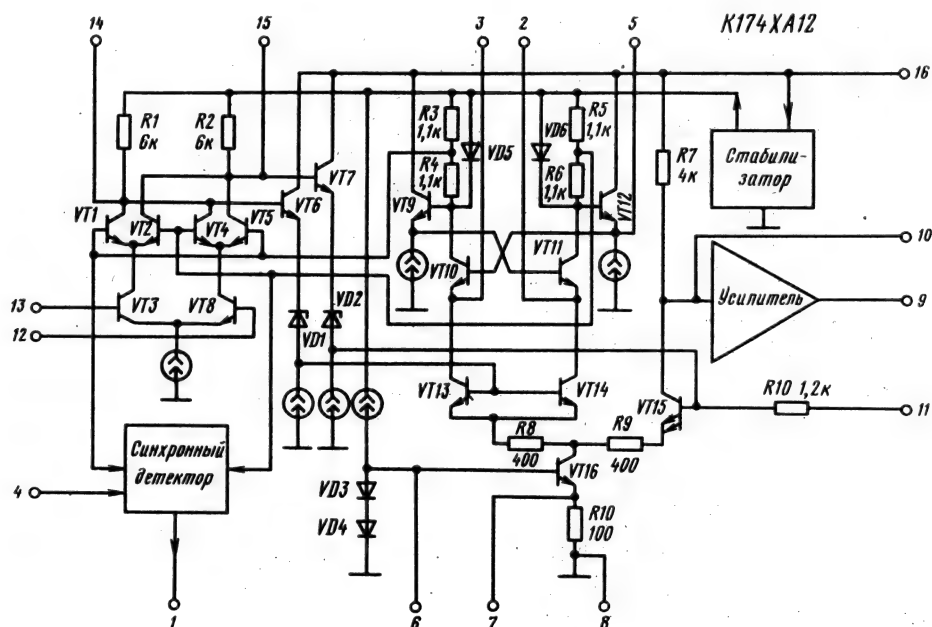 К174ХА12
14
15
3
2
5
16
R1
6к
R2
6к
R3
1,1к
VD5
VD6
R5
1,1к
R4
1,1к
R6
1,1к
R7
4к
Стабили-
затор
VT7
VT6
VT9
VT12
VT1
VT2
VT4
VT5
VT10
VT11
10
Усилитель
9
13
VT3
VT8
VD2
VD1
12
VT13
VT14
VT15
R10 1,2к
11
Синхронный
детектор
R8
400
R9
400
VT16
4
VD3
VD4
R10
100
1
6
7
8